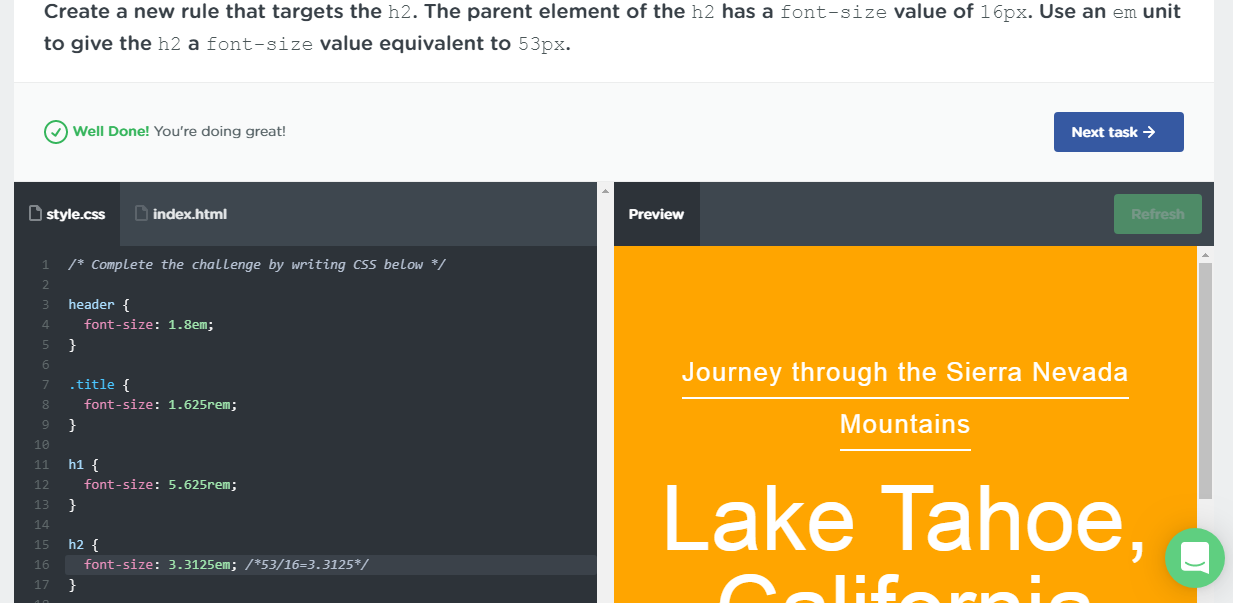 Create a new rule that targets the h2. The parent element of the h2 has a font-size value of 16px. Use an em unit
to give the h2 a font-size value equivalent to 53px.
Well Done! You're doing great!
Next task →
style.css
index.html
Preview
Refresh
1 /* Complete the challenge by writing CSS below */
2
3 header {
4 font-size: 1.8em;
5 }
6
7 .title {
8 font-size: 1.625rem;
9 }
10
11 h1 {
12 font-size: 5.625rem;
13 }
14
15 h2 {
16 font-size: 3.3125em; /*53/16=3.3125*/
17 }
Journey through the Sierra Nevada
Mountains
Lake Tahoe,
California